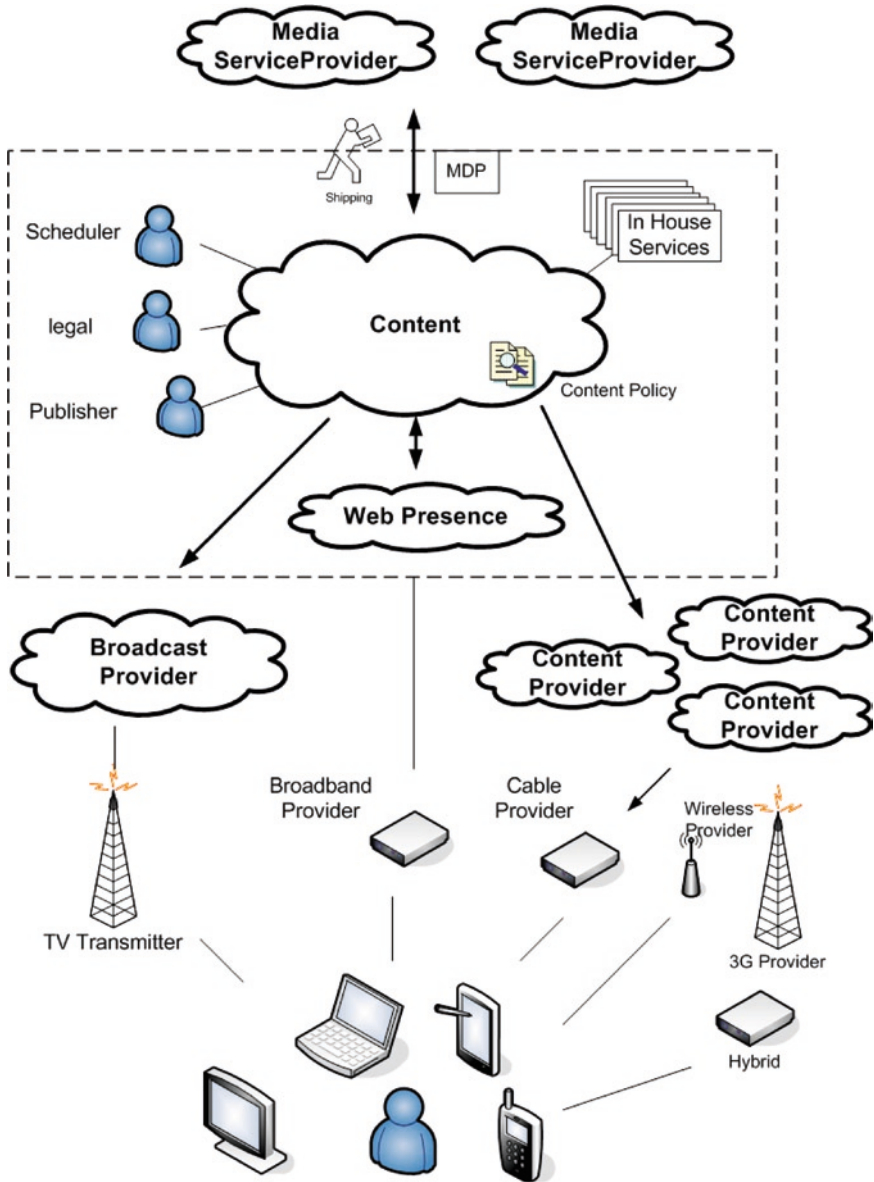 Media
ServiceProvider
Media
ServiceProvider
Shipping
MDP
In House
Services
Scheduler
legal
Publisher
Content
Content Policy
Web Presence
Broadcast
Provider
Content
Provider
Content
Provider
Content
Provider
Broadband
Provider
Cable
Provider
Wireless
Provider
TV Transmitter
3G Provider
Hybrid